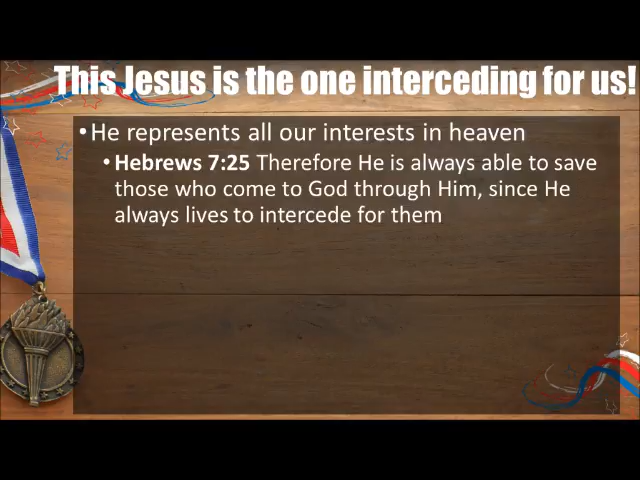 This Jesus is the one interceding for us!
• He represents all our interests in heaven
• Hebrews 7:25 Therefore He is always able to save
those who come to God through Him, since He
always lives to intercede for them